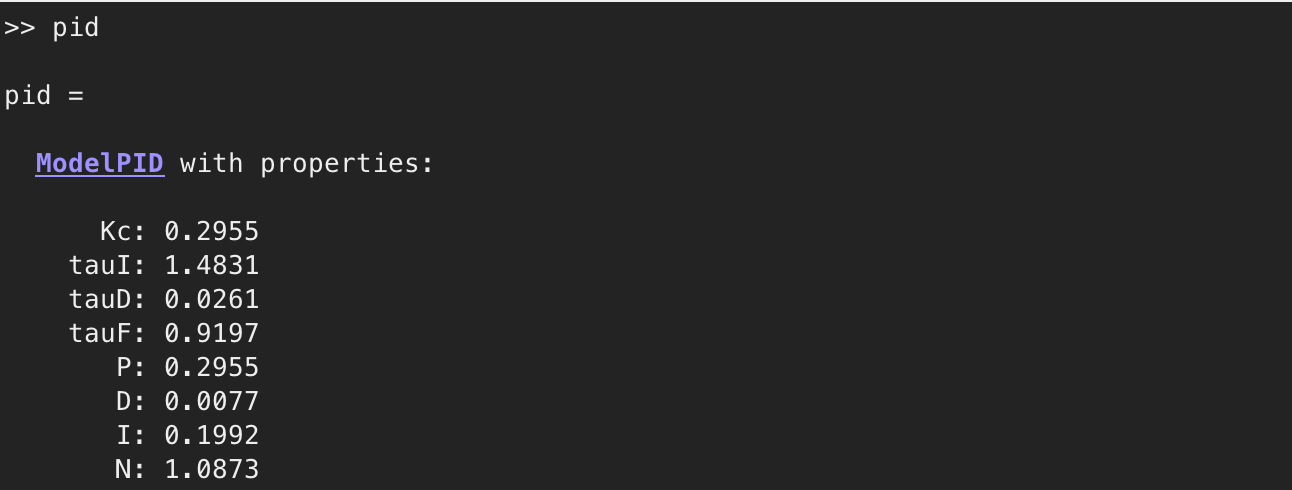 >> pid
pid =
ModelPID with properties:
Kc: 0.2955
tauI: 1.4831
tauD: 0.0261
tauF: 0.9197
P: 0.2955
D: 0.0077
I: 0.1992
N: 1.0873